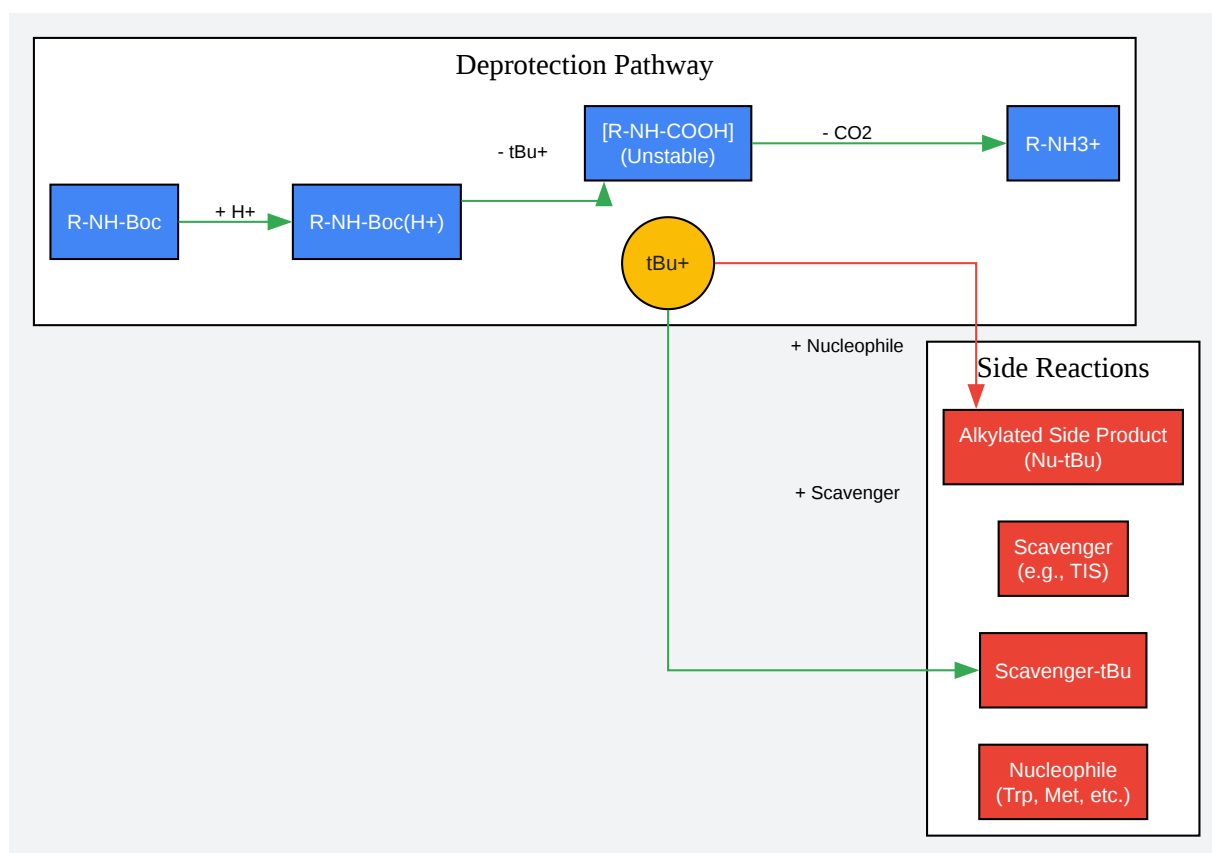 Deprotection Pathway
R-NH-Boc
+ H+
R-NH-Boc(H+)
- tBu+
[R-NH-COOH]
(Unstable)
- CO2
R-NH3+
tBu+
+ Nucleophile
+ Scavenger
Side Reactions
Alkylated Side Product
(Nu-tBu)
Scavenger
(e.g., TIS)
Scavenger-tBu
Nucleophile
(Trp, Met, etc.)